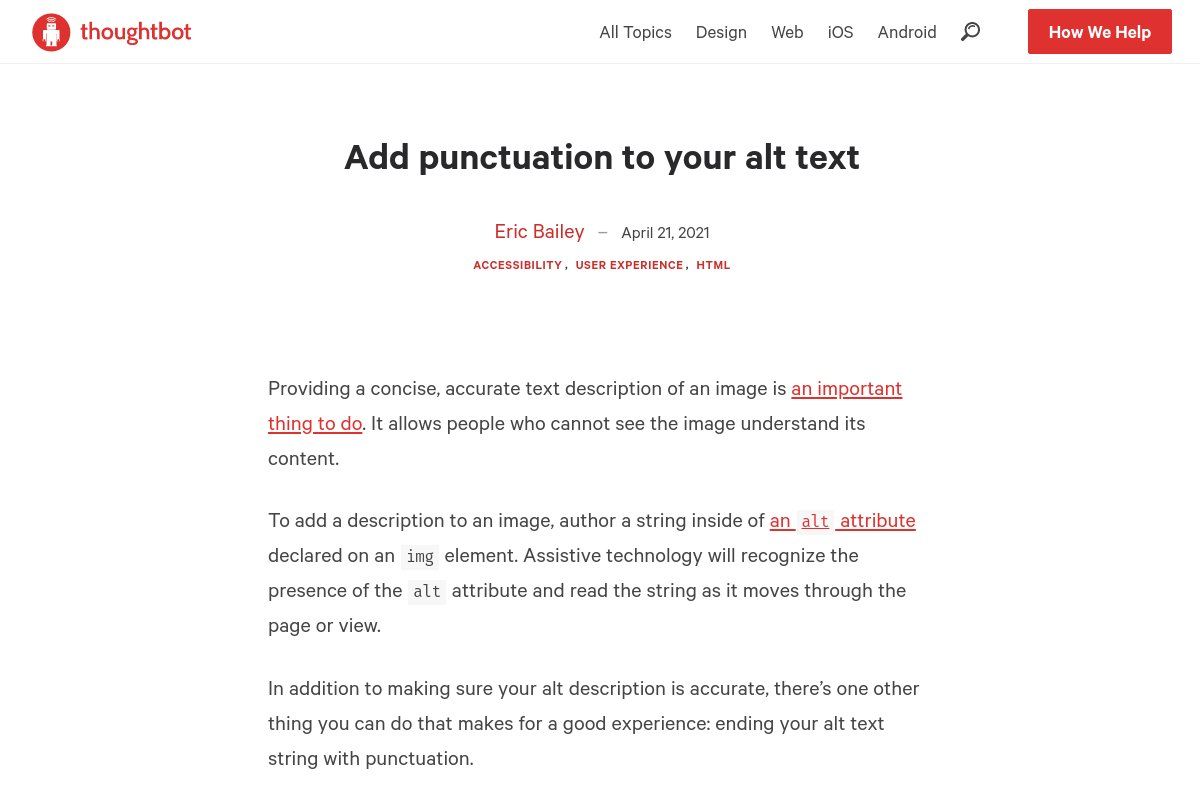 thoughtbot
All Topics Design Web iOS Android
How We Help
Add punctuation to your alt text
Eric Bailey – April 21, 2021
ACCESSIBILITY, USER EXPERIENCE, HTML
Providing a concise, accurate text description of an image is an important
thing to do. It allows people who cannot see the image understand its
content.
To add a description to an image, author a string inside of an alt attribute
declared on an img element. Assistive technology will recognize the
presence of the alt attribute and read the string as it moves through the
page or view.
In addition to making sure your alt description is accurate, there’s one other
thing you can do that makes for a good experience: ending your alt text
string with punctuation.